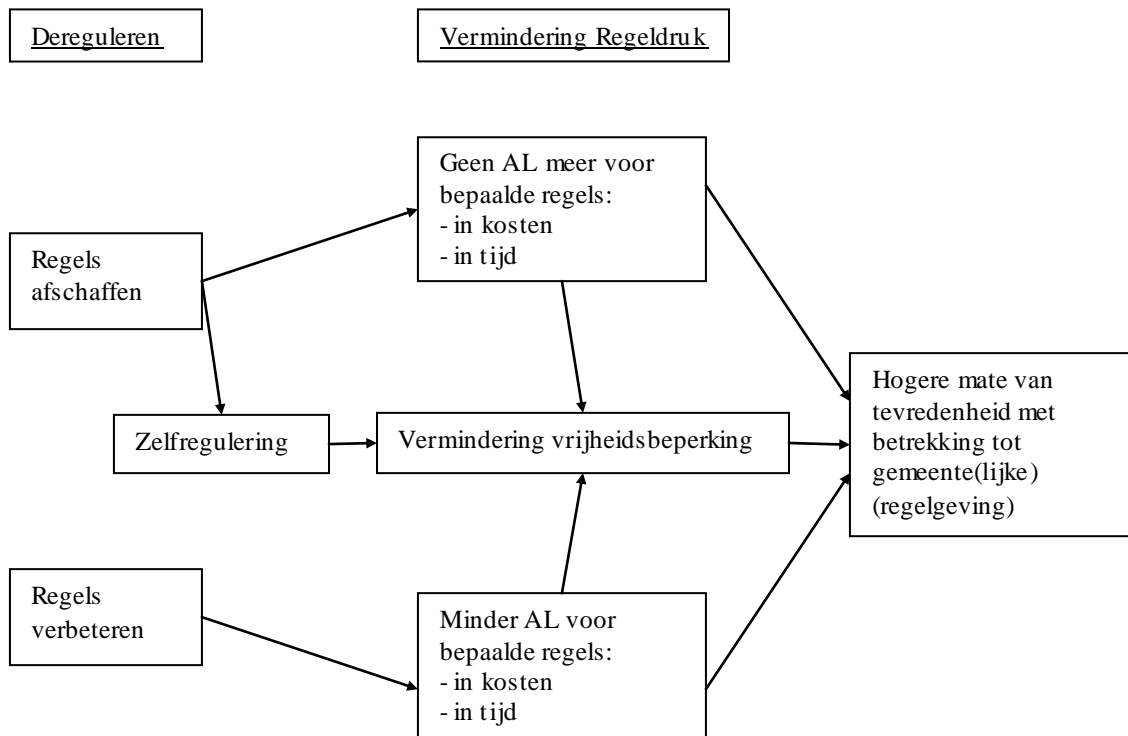 Dereguleren
Vermindering Regeldruk
Geen AL meer voor
bepaalde regels:
- in kosten
- in tijd
Regels
afschaffen
Hogere mate van
tevredenheid met
betrekking tot
gemeente(lijke)
(regelgeving)
Zelfregulering
Vermindering vrijheidsbeperking
Regels
verbeteren
Minder AL voor
bepaalde regels:
- in kosten
- in tijd